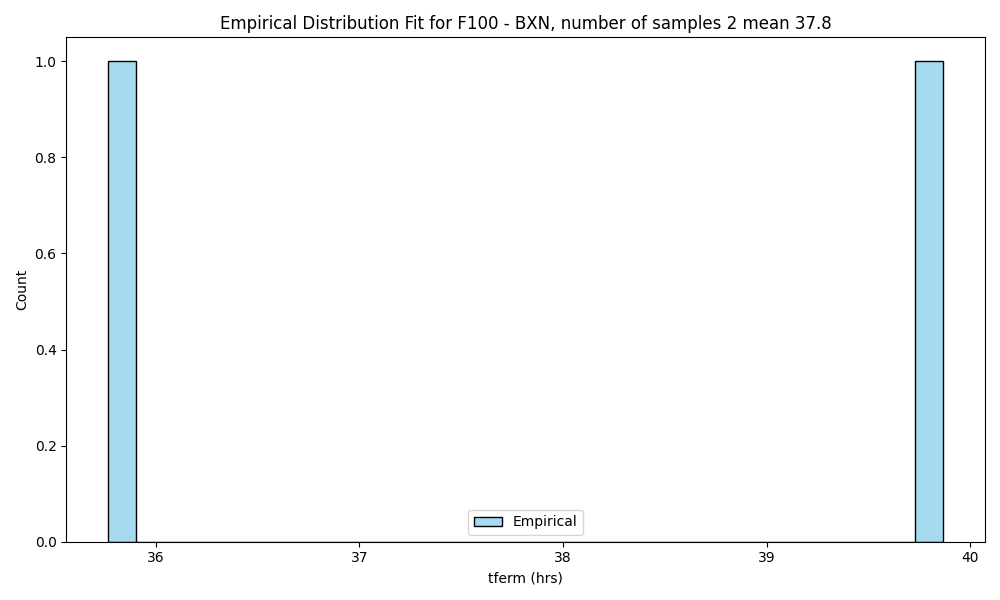 Empirical Distribution Fit for F100 - BXN, number of samples 2 mean 37.8
1.0
0.8
0.6
0.4
0.2
0.0
Count
Empirical
36
37
38
39
40
tferm (hrs)